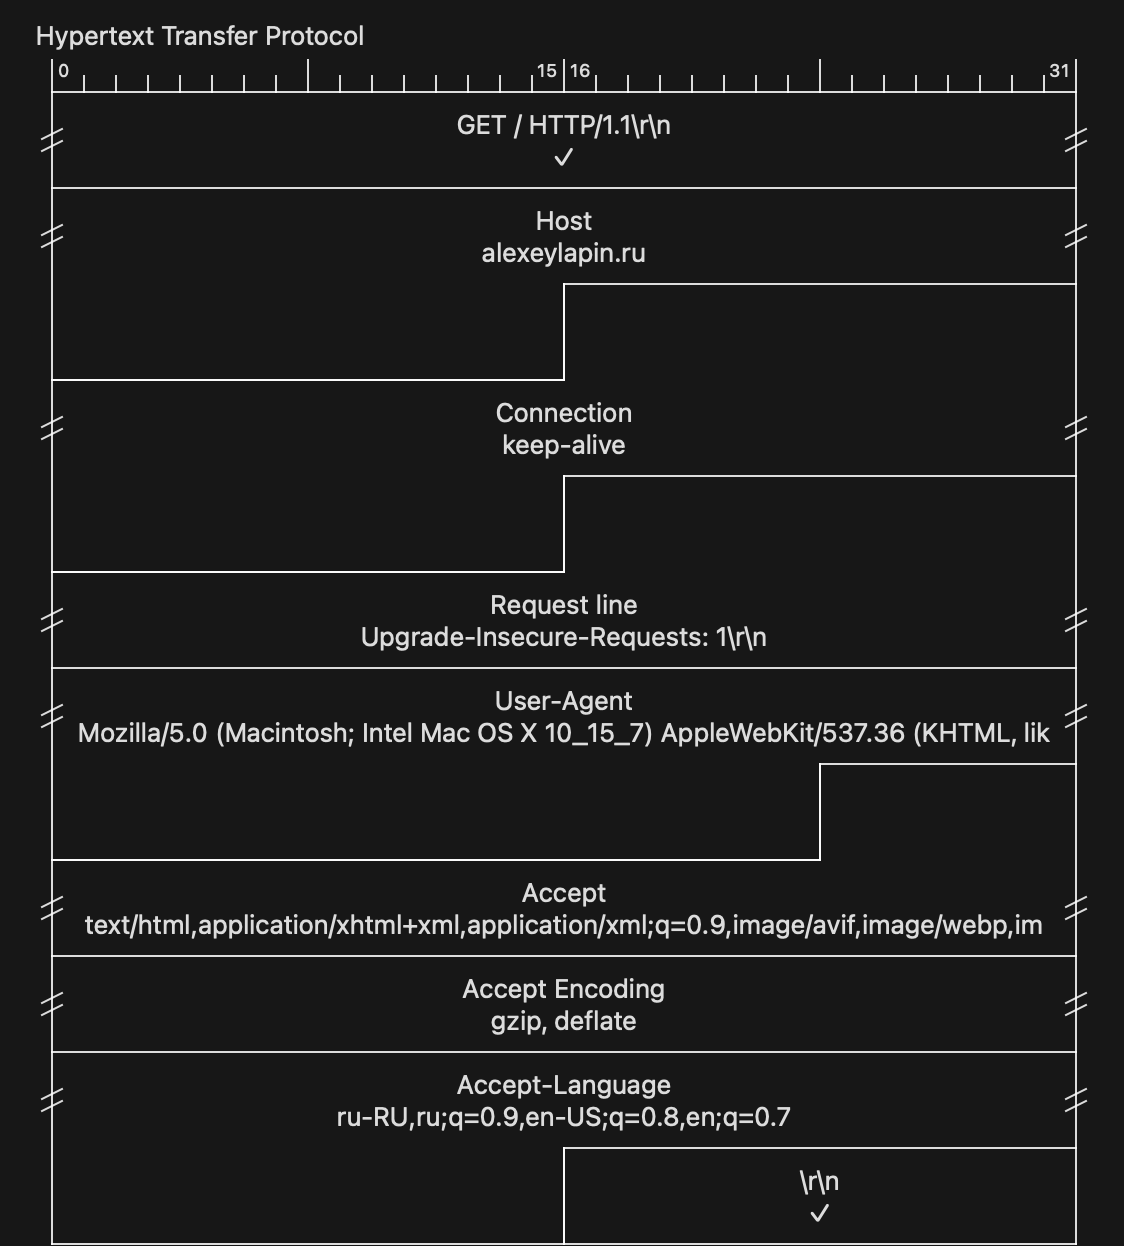 Hypertext Transfer Protocol
0 15 16 31
GET / HTTP/1.1\r\n
✓
Host
alexeylapin.ru
Connection
keep-alive
Request line
Upgrade-Insecure-Requests: 1\r\n
User-Agent
Mozilla/5.0 (Macintosh; Intel Mac OS X 10_15_7) AppleWebKit/537.36 (KHTML, lik
Accept
text/html,application/xhtml+xml,application/xml;q=0.9,image/avif,image/webp,im
Accept Encoding
gzip, deflate
Accept-Language
ru-RU,ru;q=0.9,en-US;q=0.8,en;q=0.7
\r\n
✓